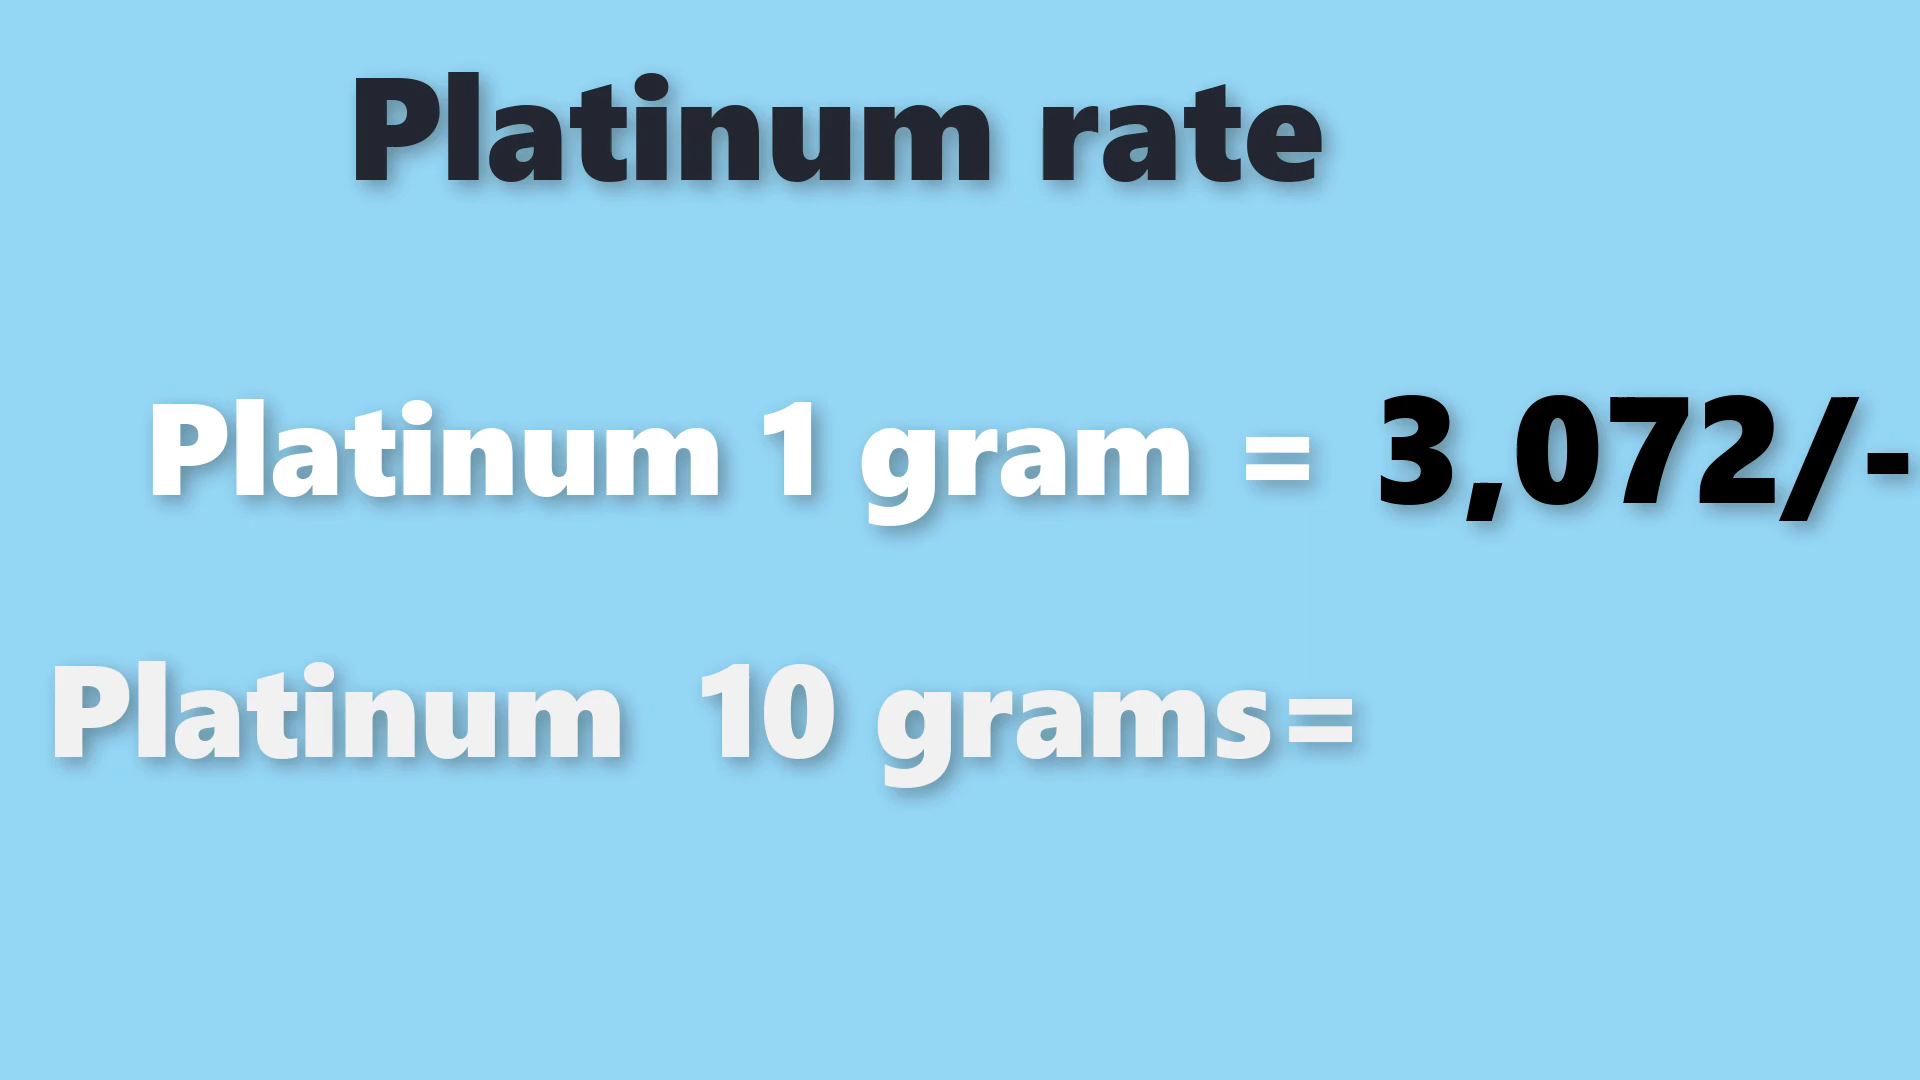 Platinum rate
Platinum 1 gram = 3,072/-
Platinum 10 grams=